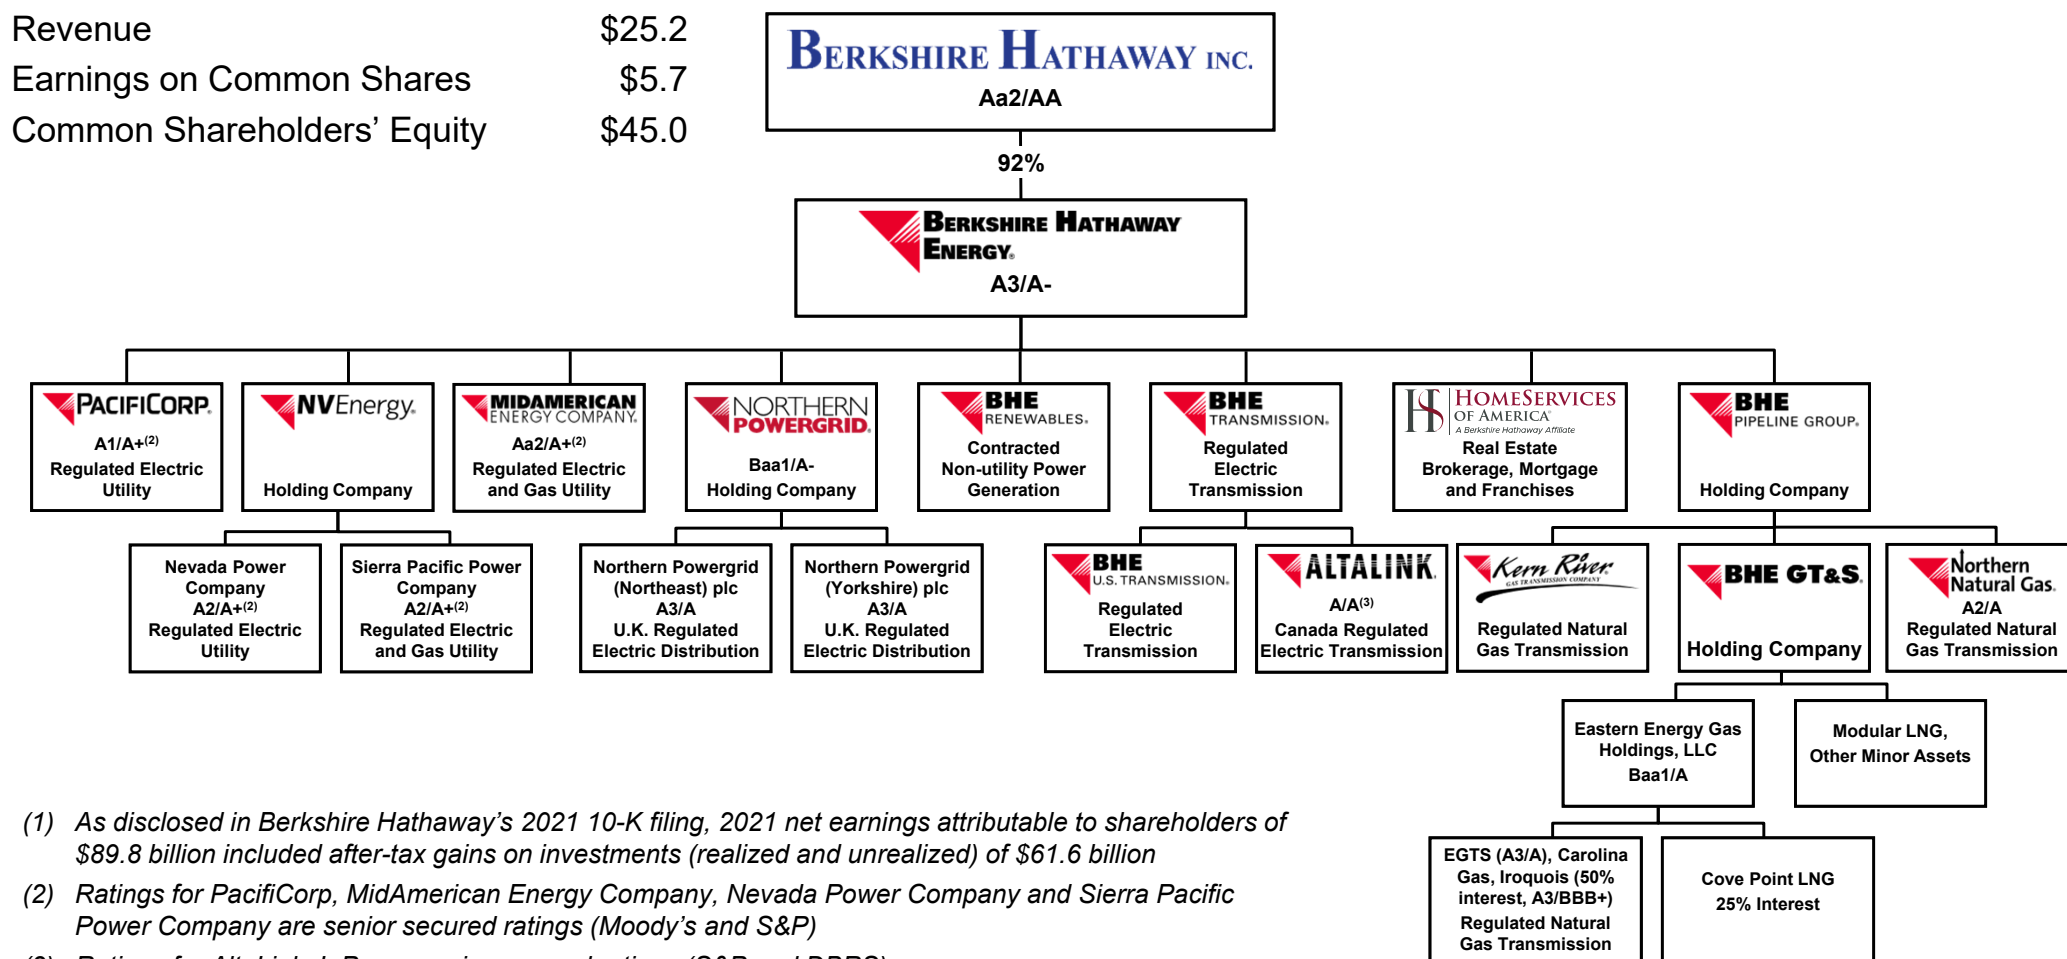 Revenue $25.2
Earnings on Common Shares $5.7
Common Shareholders' Equity $45.0
BERKSHIRE HATHAWAY INC.
Aa2/AA
92%
BERKSHIRE HATHAWAY
ENERGY®
A3/A-
PACIFICORP®
A1/A+(2)
Regulated Electric
Utility
NVEnergy®
Holding Company
MIDAMERICAN
ENERGY COMPANY®
Aa2/A+(2)
Regulated Electric
and Gas Utility
NORTHERN
POWERGRID®
Baa1/A-
Holding Company
BHE
RENEWABLES®
Contracted
Non-utility Power
Generation
BHE
TRANSMISSION®
Regulated
Electric
Transmission
HS HOMESERVICES
OF AMERICA®
A Berkshire Hathaway Affiliate
Real Estate
Brokerage, Mortgage
and Franchises
BHE
PIPELINE GROUP®
Holding Company
Nevada Power
Company
A2/A+(2)
Regulated Electric
Utility
Sierra Pacific Power
Company
A2/A+(2)
Regulated Electric
and Gas Utility
Northern Powergrid
(Northeast) plc
A3/A
U.K. Regulated
Electric Distribution
Northern Powergrid
(Yorkshire) plc
A3/A
U.K. Regulated
Electric Distribution
BHE
U.S. TRANSMISSION®
Regulated
Electric
Transmission
ALTALINK®
A/A(3)
Canada Regulated
Electric Transmission
Kern River®
GAS TRANSMISSION COMPANY
Regulated Natural
Gas Transmission
BHE GT&S®
Holding Company
Northern
Natural Gas®
A2/A
Regulated Natural
Gas Transmission
Eastern Energy Gas
Holdings, LLC
Baa1/A
Modular LNG,
Other Minor Assets
EGTS (A3/A), Carolina
Gas, Iroquois (50%
interest, A3/BBB+)
Regulated Natural
Gas Transmission
Cove Point LNG
25% Interest
(1) As disclosed in Berkshire Hathaway's 2021 10-K filing, 2021 net earnings attributable to shareholders of
$89.8 billion included after-tax gains on investments (realized and unrealized) of $61.6 billion
(2) Ratings for PacifiCorp, MidAmerican Energy Company, Nevada Power Company and Sierra Pacific
Power Company are senior secured ratings (Moody's and S&P)